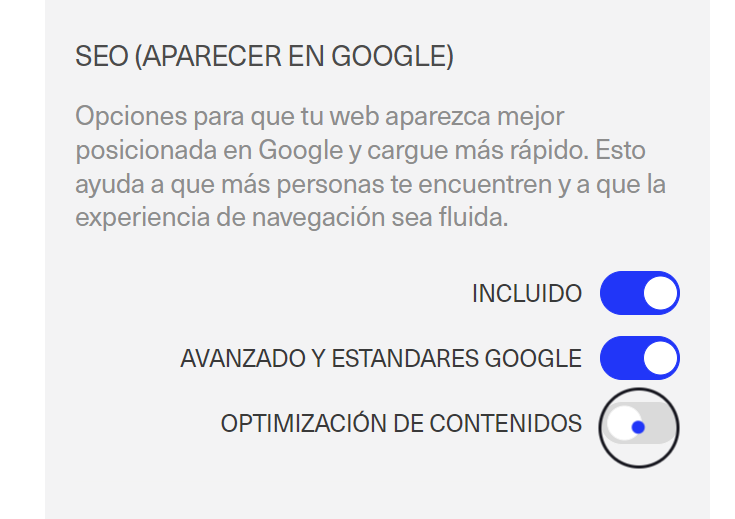 SEO (APARECER EN GOOGLE)
Opciones para que tu web aparezca mejor
posicionada en Google y cargue más rápido. Esto
ayuda a que más personas te encuentren y a que la
experiencia de navegación sea fluida.
INCLUIDO
AVANZADO Y ESTANDARES GOOGLE
OPTIMIZACIÓN DE CONTENIDOS